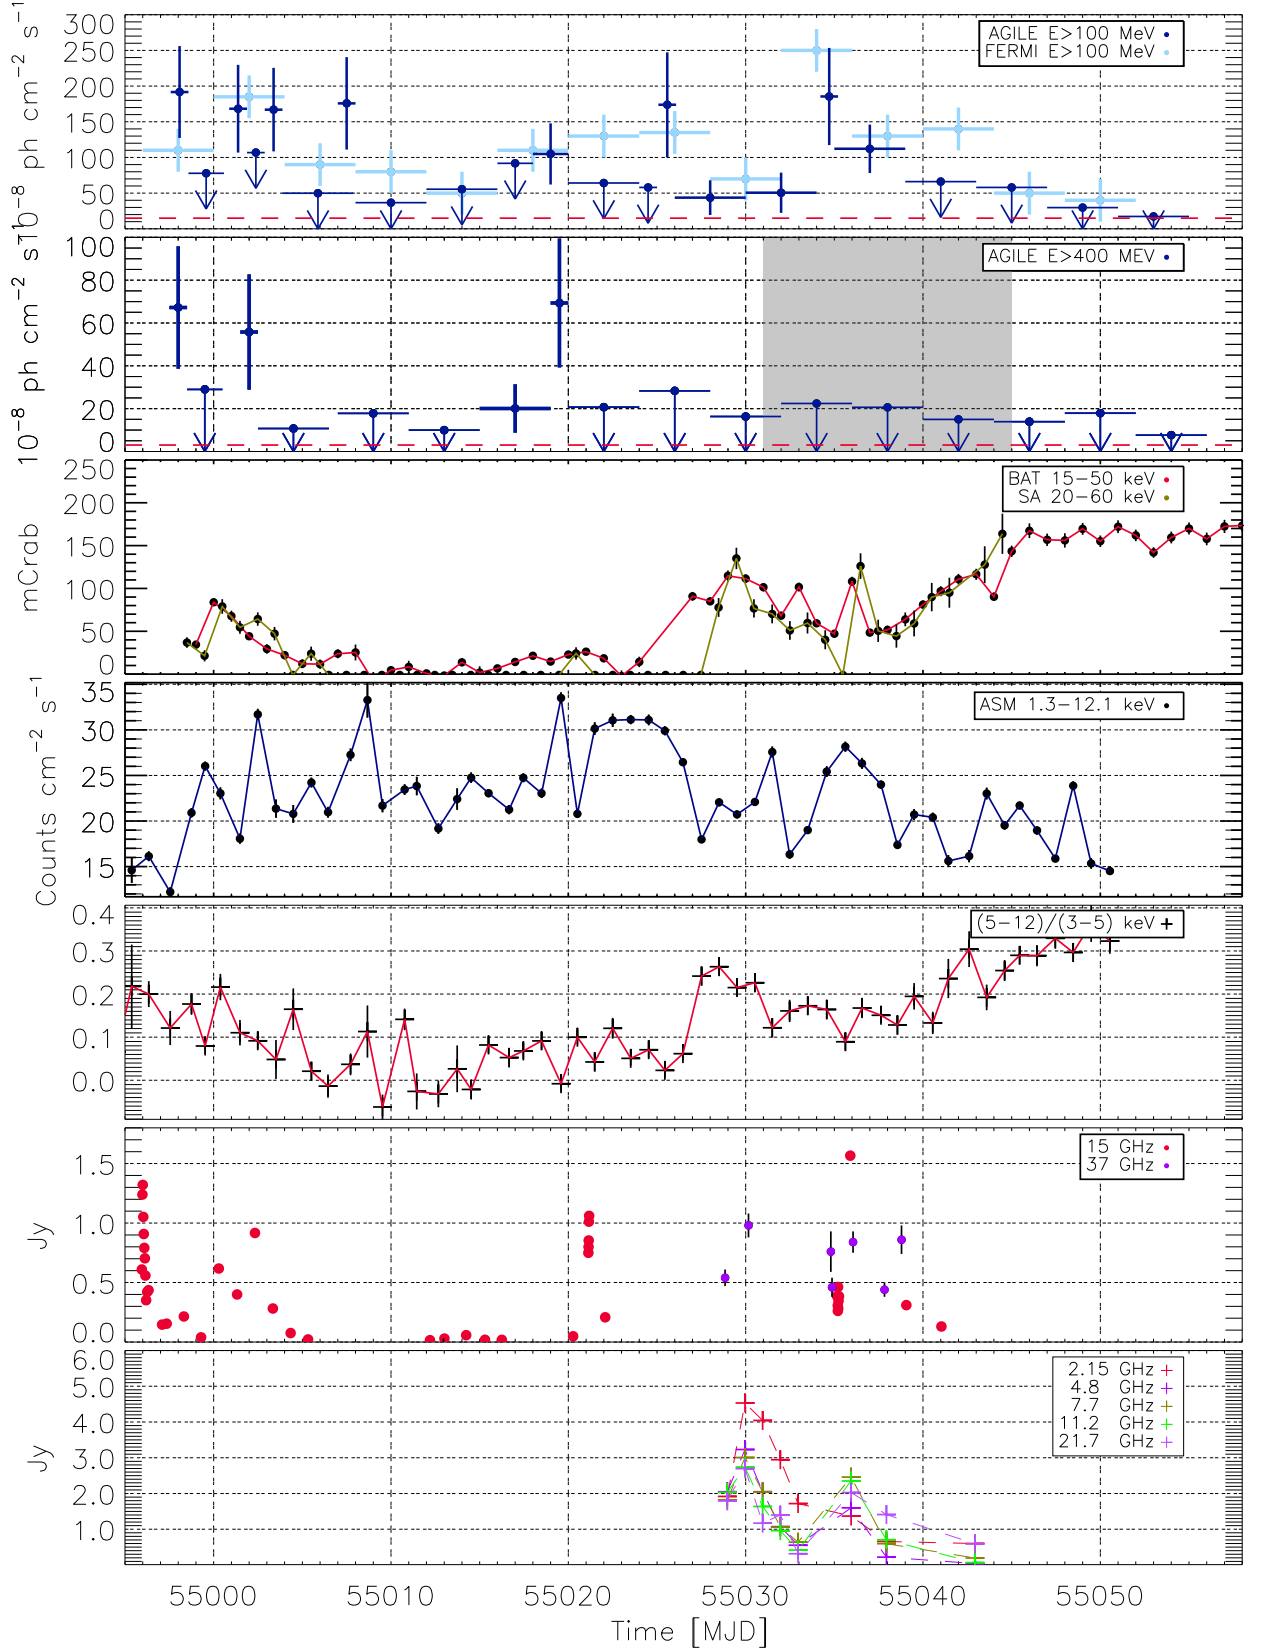 10−8 ph cm−2 s−1
300
250
200
150
100
50
0
AGILE E>100 MeV
FERMI E>100 MeV
10−8 ph cm−2 s−1
100
80
60
40
20
0
AGILE E>400 MEV
mCrab
250
200
150
100
50
0
BAT 15−50 keV
SA 20−60 keV
Counts cm−2 s−1
35
30
25
20
15
ASM 1.3−12.1 keV
0.4
0.3
0.2
0.1
0.0
(5−12)/(3−5) keV
Jy
1.5
1.0
0.5
0.0
15 GHz
37 GHz
Jy
6.0
5.0
4.0
3.0
2.0
1.0
2.15 GHz
4.8 GHz
7.7 GHz
11.2 GHz
21.7 GHz
55000 55010 55020 55030 55040 55050
Time [MJD]